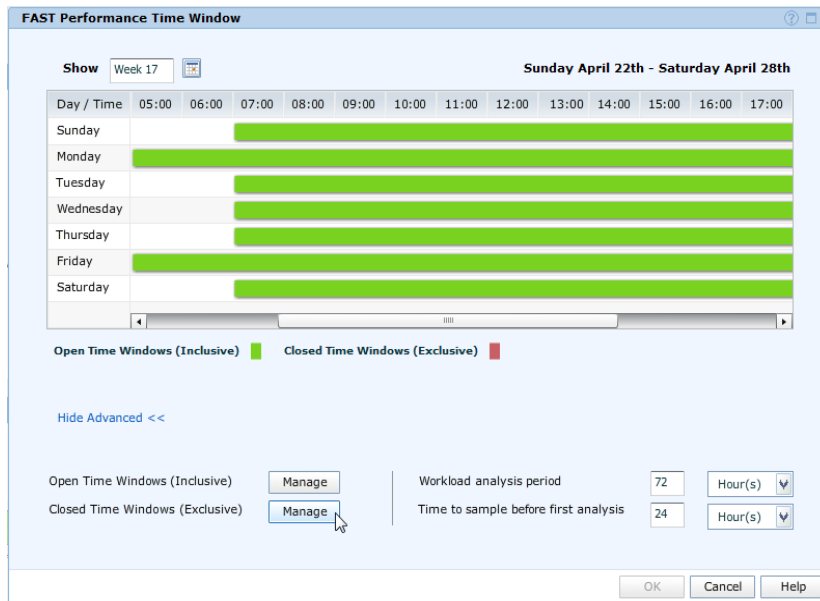 FAST Performance Time Window
Show Week 17 Sunday April 22th - Saturday April 28th
Day / Time 05:00 06:00 07:00 08:00 09:00 10:00 11:00 12:00 13:00 14:00 15:00 16:00 17:00
Sunday
Monday
Tuesday
Wednesday
Thursday
Friday
Saturday
Open Time Windows (Inclusive) Closed Time Windows (Exclusive)
Hide Advanced <<
Open Time Windows (Inclusive) Manage Workload analysis period 72 Hour(s)
Closed Time Windows (Exclusive) Manage Time to sample before first analysis 24 Hour(s)
OK Cancel Help